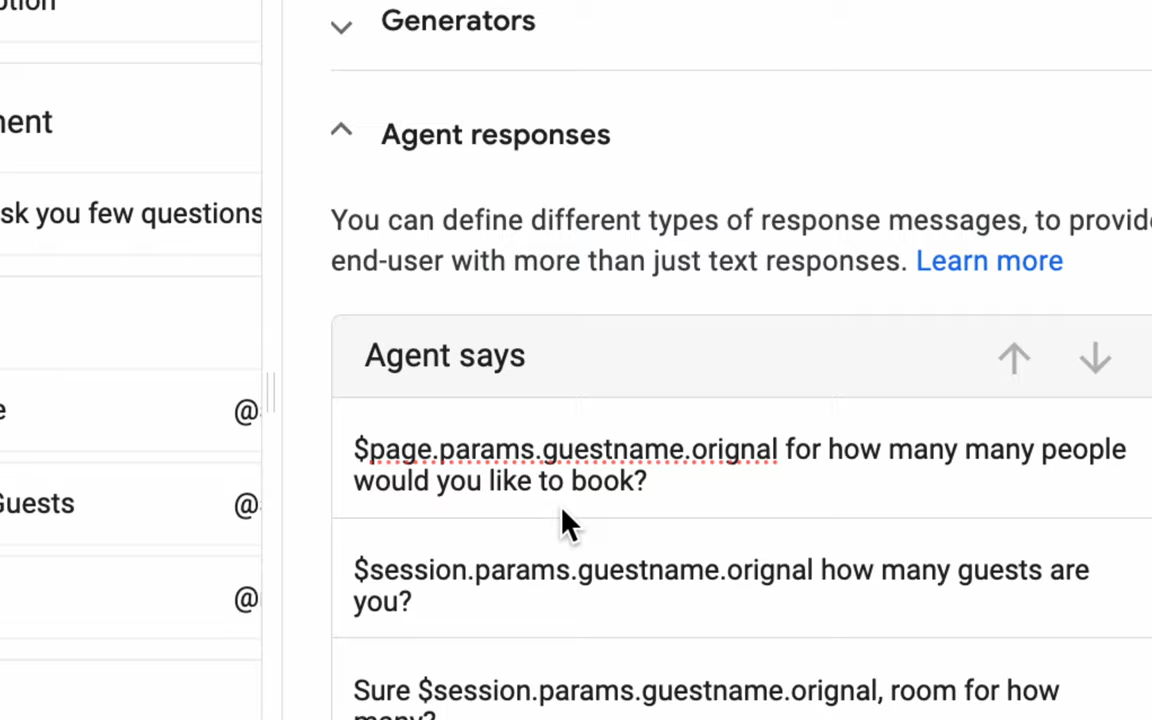 Generators
Agent responses
ment
sk you few questions
You can define different types of response messages, to provide
end-user with more than just text responses. Learn more
Agent says
@
$page.params.guestname.orignal for how many many people
would you like to book?
Guests
@
$session.params.guestname.orignal how many guests are
you?
@
Sure $session.params.guestname.orignal, room for how
many?